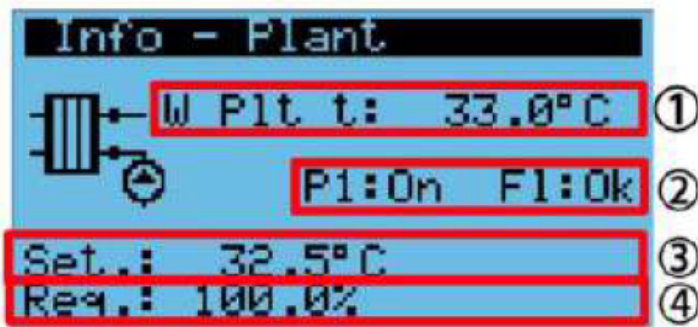 Info - Plant
W Plt t: 33.0°C ①
P1:On Fl:Ok ②
Set.: 32.5°C ③
Req.: 100.0% ④